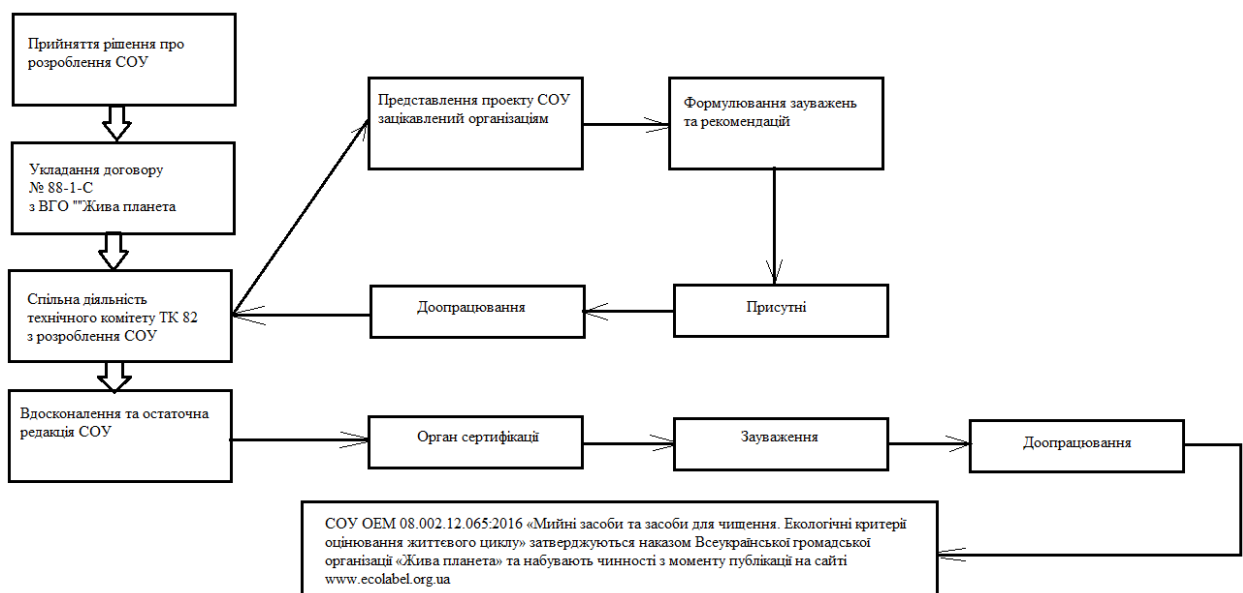 Прийняття рішення про
розроблення СОУ
Укладання договору
№ 88-1-С
з ВГО ""Жива планета
Спільна діяльність
технічного комітету ТК 82
з розроблення СОУ
Вдосконалення та остаточна
редакція СОУ
Представлення проекту СОУ
зацікавлений організаціям
Формулювання зауважень
та рекомендацій
Присутні
Доопрацювання
Орган сертифікації
Зауваження
Доопрацювання
СОУ ОЕМ 08.002.12.065:2016 «Мийні засоби та засоби для чищення. Екологічні критерії
оцінювання життєвого циклу» затверджуються наказом Всеукраїнської громадської
організації «Жива планета» та набувають чинності з моменту публікації на сайті
www.ecolabel.org.ua